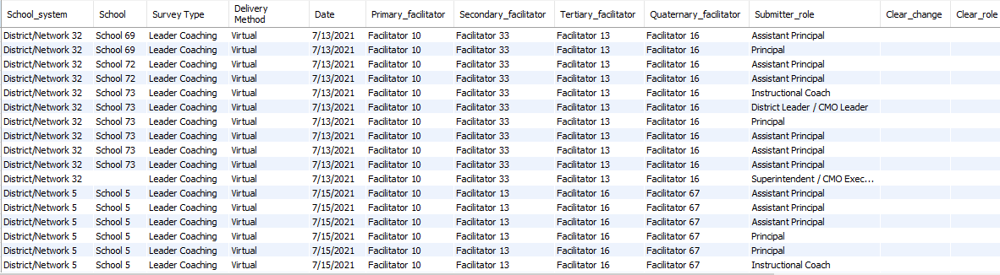 School_system School Survey Type Delivery Method Date Primary_facilitator Secondary_facilitator Tertiary_facilitator Quaternary_facilitator Submitter_role Clear_change Clear_role
District/Network 32 School 69 Leader Coaching Virtual 7/13/2021 Facilitator 10 Facilitator 33 Facilitator 13 Facilitator 16 Assistant Principal
District/Network 32 School 69 Leader Coaching Virtual 7/13/2021 Facilitator 10 Facilitator 33 Facilitator 13 Facilitator 16 Principal
District/Network 32 School 72 Leader Coaching Virtual 7/13/2021 Facilitator 10 Facilitator 33 Facilitator 13 Facilitator 16 Assistant Principal
District/Network 32 School 72 Leader Coaching Virtual 7/13/2021 Facilitator 10 Facilitator 33 Facilitator 13 Facilitator 16 Assistant Principal
District/Network 32 School 73 Leader Coaching Virtual 7/13/2021 Facilitator 10 Facilitator 33 Facilitator 13 Facilitator 16 Instructional Coach
District/Network 32 School 73 Leader Coaching Virtual 7/13/2021 Facilitator 10 Facilitator 33 Facilitator 13 Facilitator 16 District Leader / CMO Leader
District/Network 32 School 73 Leader Coaching Virtual 7/13/2021 Facilitator 10 Facilitator 33 Facilitator 13 Facilitator 16 Principal
District/Network 32 School 73 Leader Coaching Virtual 7/13/2021 Facilitator 10 Facilitator 33 Facilitator 13 Facilitator 16 Assistant Principal
District/Network 32 School 73 Leader Coaching Virtual 7/13/2021 Facilitator 10 Facilitator 33 Facilitator 13 Facilitator 16 Assistant Principal
District/Network 32 School 73 Leader Coaching Virtual 7/13/2021 Facilitator 10 Facilitator 33 Facilitator 13 Facilitator 16 Assistant Principal
District/Network 32 Leader Coaching Virtual 7/13/2021 Facilitator 10 Facilitator 33 Facilitator 13 Facilitator 16 Superintendent / CMO Exec...
District/Network 5 School 5 Leader Coaching Virtual 7/15/2021 Facilitator 10 Facilitator 13 Facilitator 16 Facilitator 67 Assistant Principal
District/Network 5 School 5 Leader Coaching Virtual 7/15/2021 Facilitator 10 Facilitator 13 Facilitator 16 Facilitator 67 Assistant Principal
District/Network 5 School 5 Leader Coaching Virtual 7/15/2021 Facilitator 10 Facilitator 13 Facilitator 16 Facilitator 67 Assistant Principal
District/Network 5 School 5 Leader Coaching Virtual 7/15/2021 Facilitator 10 Facilitator 13 Facilitator 16 Facilitator 67 Principal
District/Network 5 School 5 Leader Coaching Virtual 7/15/2021 Facilitator 10 Facilitator 13 Facilitator 16 Facilitator 67 Principal
District/Network 5 School 5 Leader Coaching Virtual 7/15/2021 Facilitator 10 Facilitator 13 Facilitator 16 Facilitator 67 Instructional Coach